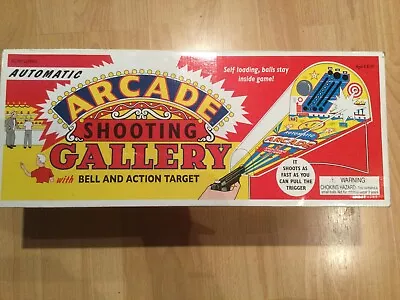 AUTOMATIC
ARCADE
SHOOTING
GALLERY
with BELL AND ACTION TARGET
Self loading, balls stay
inside game!
IT
SHOOTS AS
FAST AS YOU
CAN PULL THE
TRIGGER
WARNING
CHOKING HAZARD